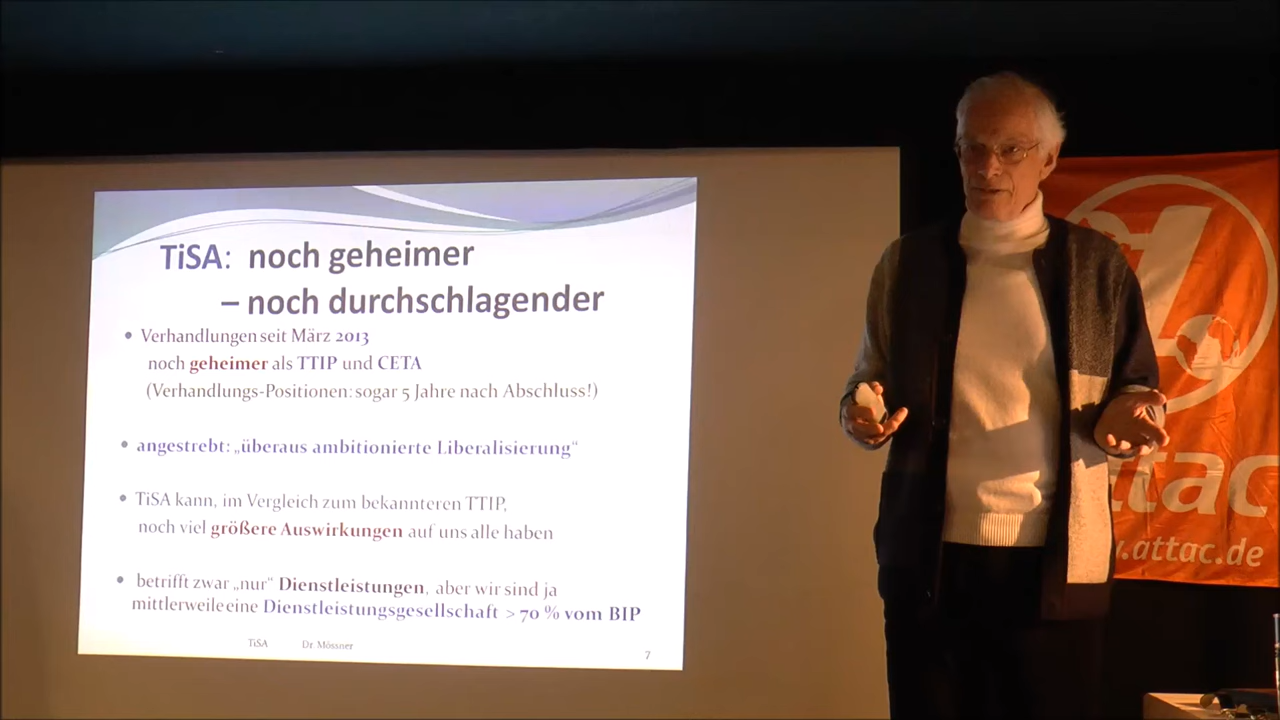 TiSA: noch geheimer
– noch durchschlagender
• Verhandlungen seit März 2013
noch geheimer als TTIP und CETA
(Verhandlungs-Positionen: sogar 5 Jahre nach Abschluss!)
• angestrebt: „überaus ambitionierte Liberalisierung“
• TiSA kann, im Vergleich zum bekannteren TTIP,
noch viel größere Auswirkungen auf uns alle haben
• betrifft zwar „nur“ Dienstleistungen, aber wir sind ja
mittlerweile eine Dienstleistungsgesellschaft > 70 % vom BIP
TiSA Dr. Mössner
7
attac
.attac.de